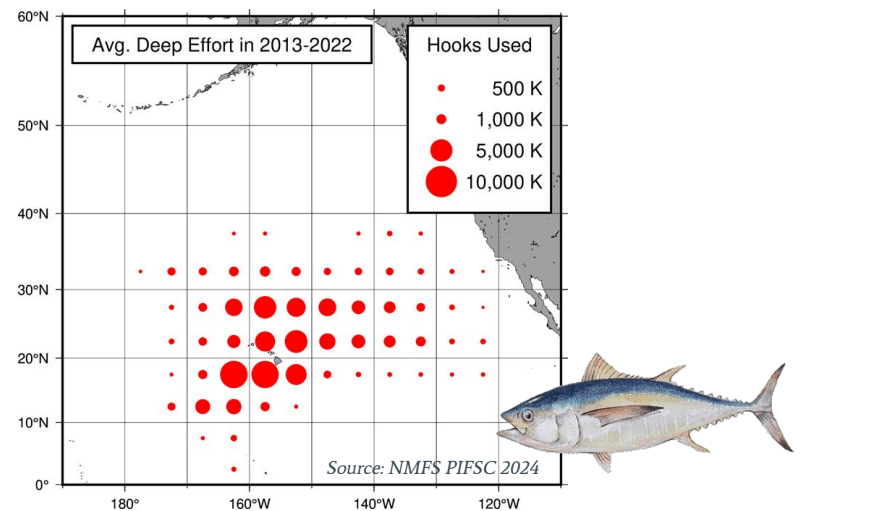 60°N
Avg. Deep Effort in 2013-2022
Hooks Used
500 K
1,000 K
5,000 K
10,000 K
50°N
40°N
30°N
20°N
10°N
Source: NMFS PIFSC 2024
0°
180° 160°W 140°W 120°W